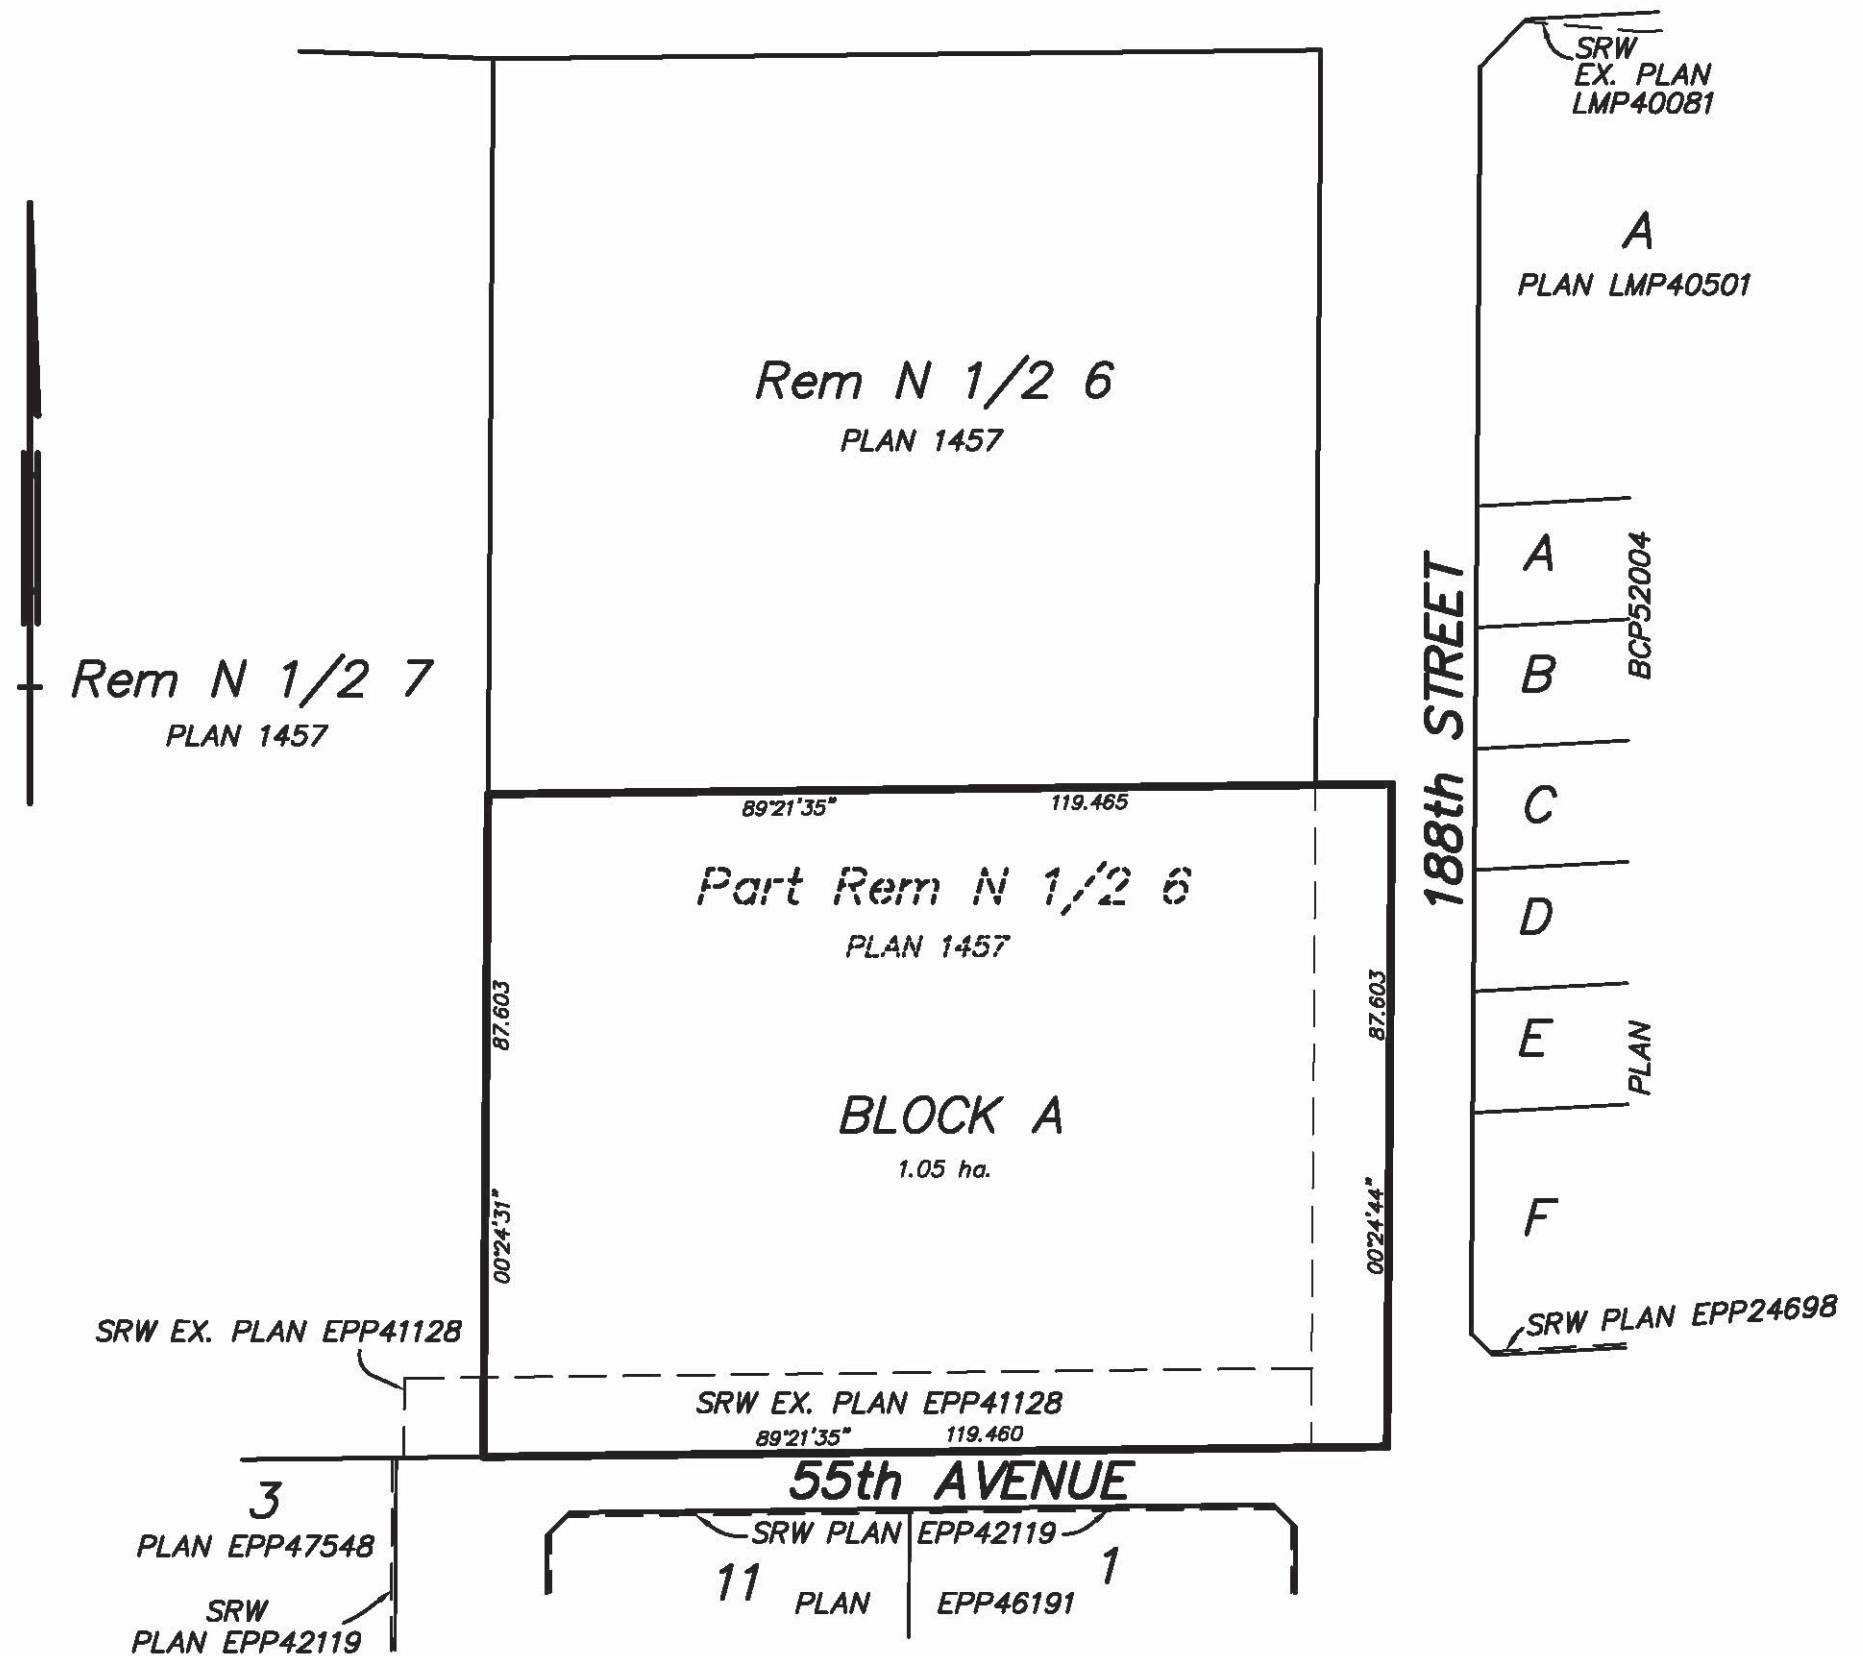 SRW
EX. PLAN
LMP40081
A
PLAN LMP40501
Rem N 1/2 6
PLAN 1457
188th STREET
A
BCP52004
B
C
D
E
PLAN
F
SRW PLAN EPP24698
Rem N 1/2 7
PLAN 1457
89°21'35" 119.465
Part Rem N 1/2 6
PLAN 1457
87.603
87.603
BLOCK A
1.05 ha.
00°24'31"
00°24'44"
SRW EX. PLAN EPP41128
SRW EX. PLAN EPP41128
89°21'35" 119.460
55th AVENUE
3
PLAN EPP47548
SRW
PLAN EPP42119
SRW PLAN EPP42119
11 1
PLAN EPP46191